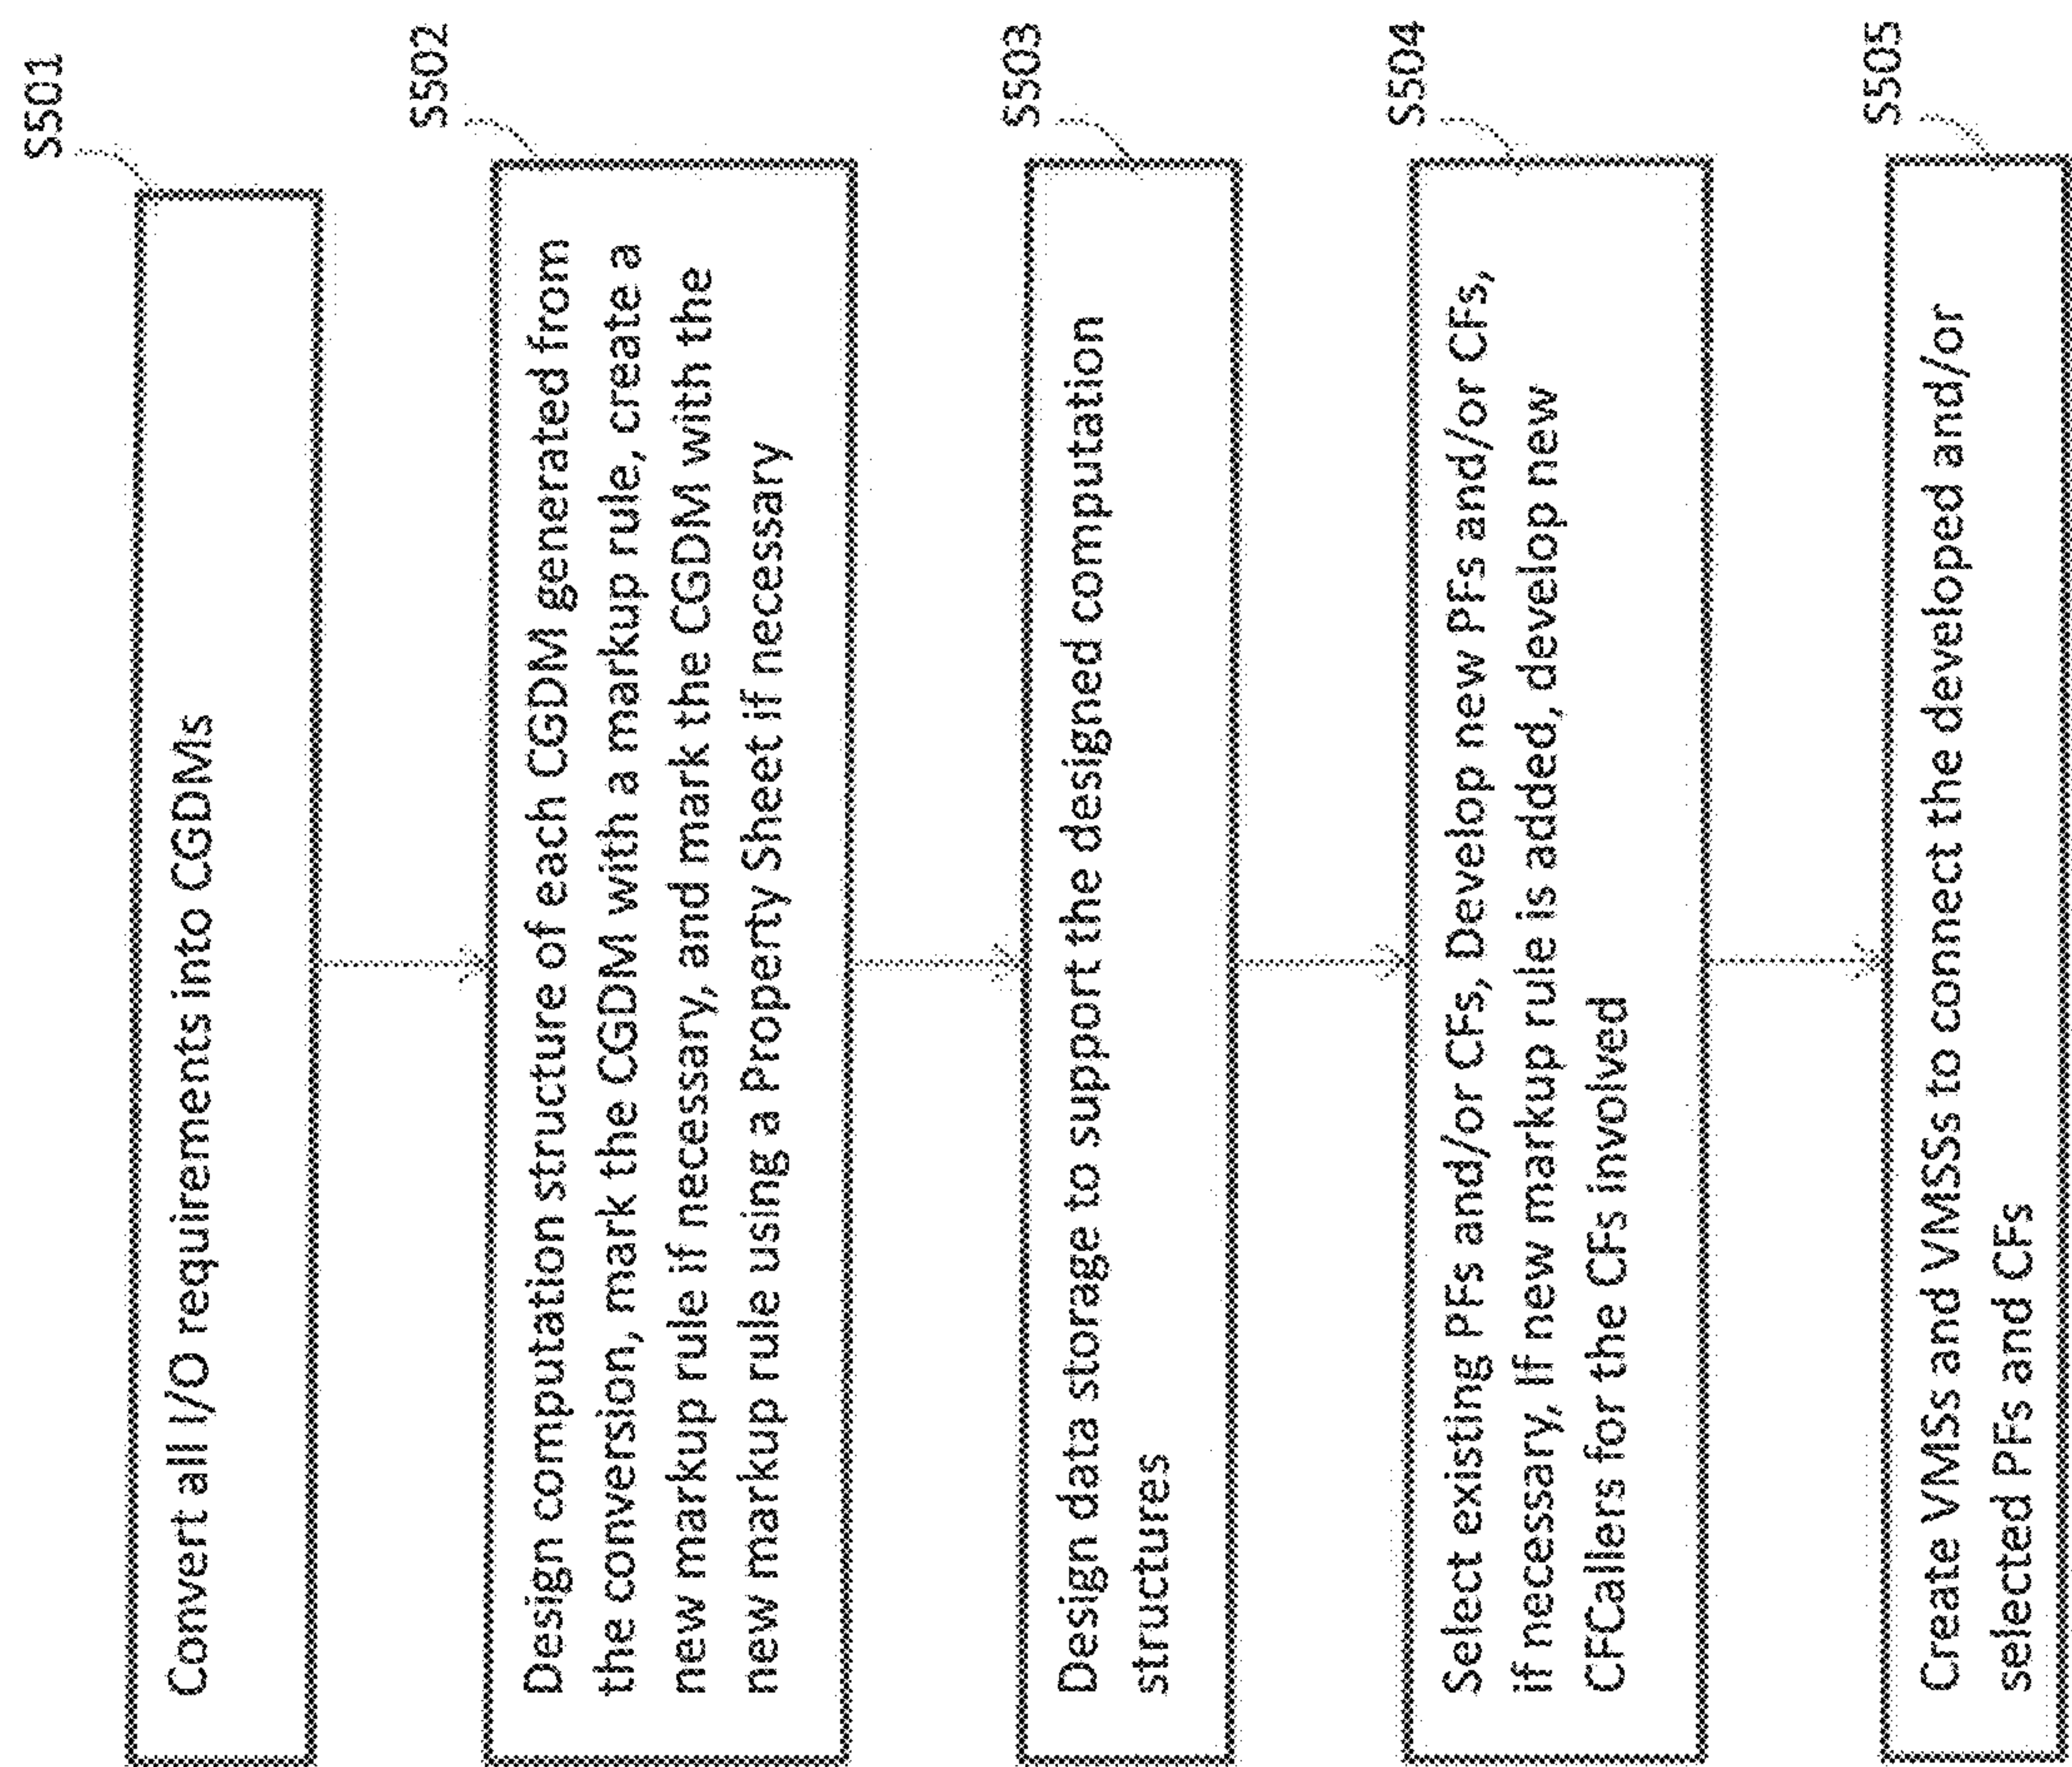 S501
Convert all I/O requirements into CGDMs
S502
Design computation structure of each CGDM generated from
the conversion, mark the CGDM with a markup rule, create a
new markup rule if necessary, and mark the CGDM with the
new markup rule using a Property Sheet if necessary
S503
Design data storage to support the designed computation
structures
S504
Select existing PFs and/or CFs, Develop new PFs and/or CFs,
if necessary, If new markup rule is added, develop new
CFCallers for the CFs involved
S505
Create VMSs and VMSSs to connect the developed and/or
selected PFs and CFs